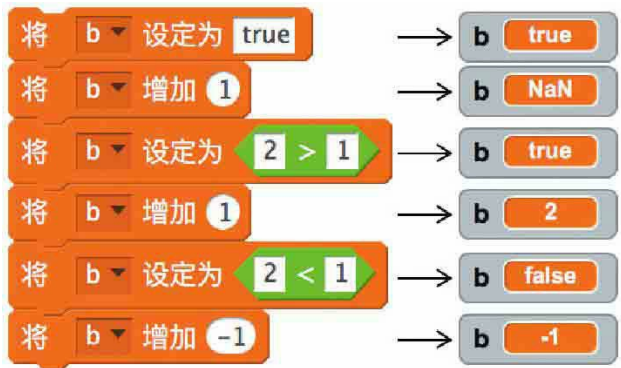 将 b 设定为 true → b true
将 b 增加 1 → b NaN
将 b 设定为 2 > 1 → b true
将 b 增加 1 → b 2
将 b 设定为 2 < 1 → b false
将 b 增加 -1 → b -1